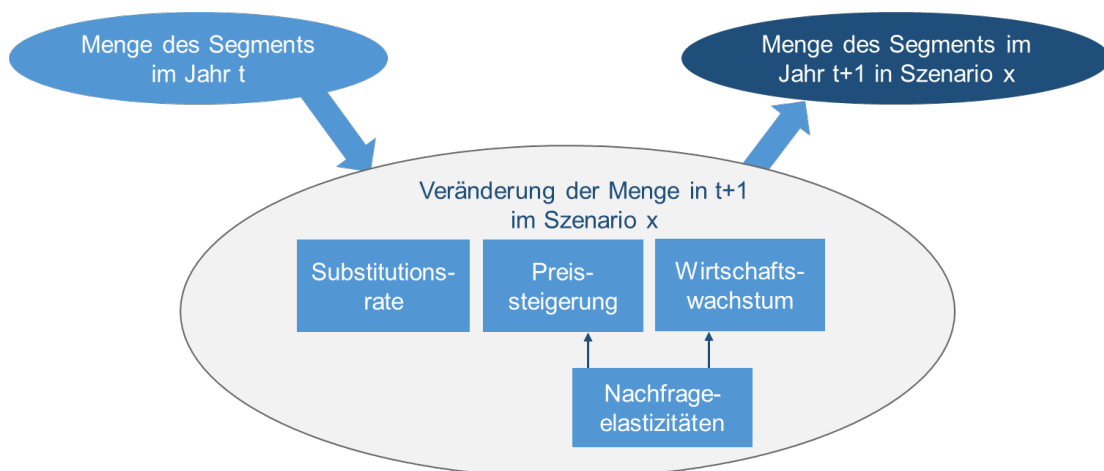 Menge des Segments
im Jahr t
Menge des Segments im
Jahr t+1 in Szenario x
Veränderung der Menge in t+1
im Szenario x
Substitutions-
rate
Preis-
steigerung
Wirtschafts-
wachstum
Nachfrage-
elastizitäten